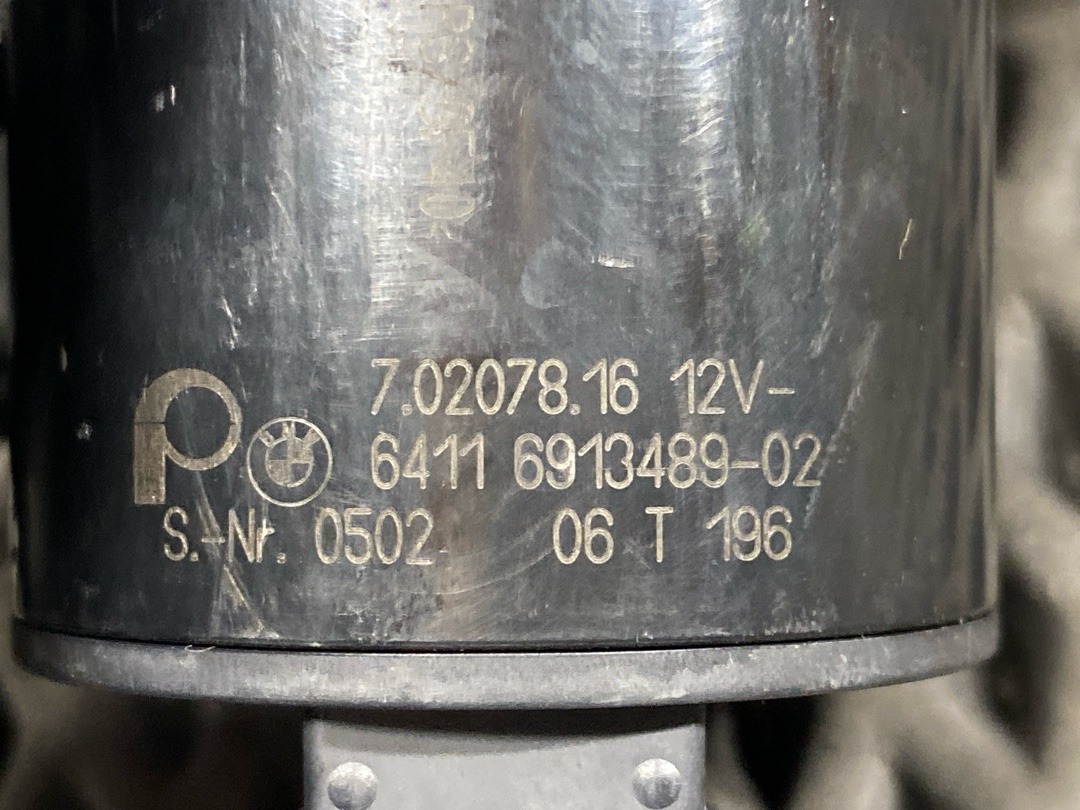 7.02078.16 12V-
6411 6913489-02
S.-Nr. 0502 06 T 196